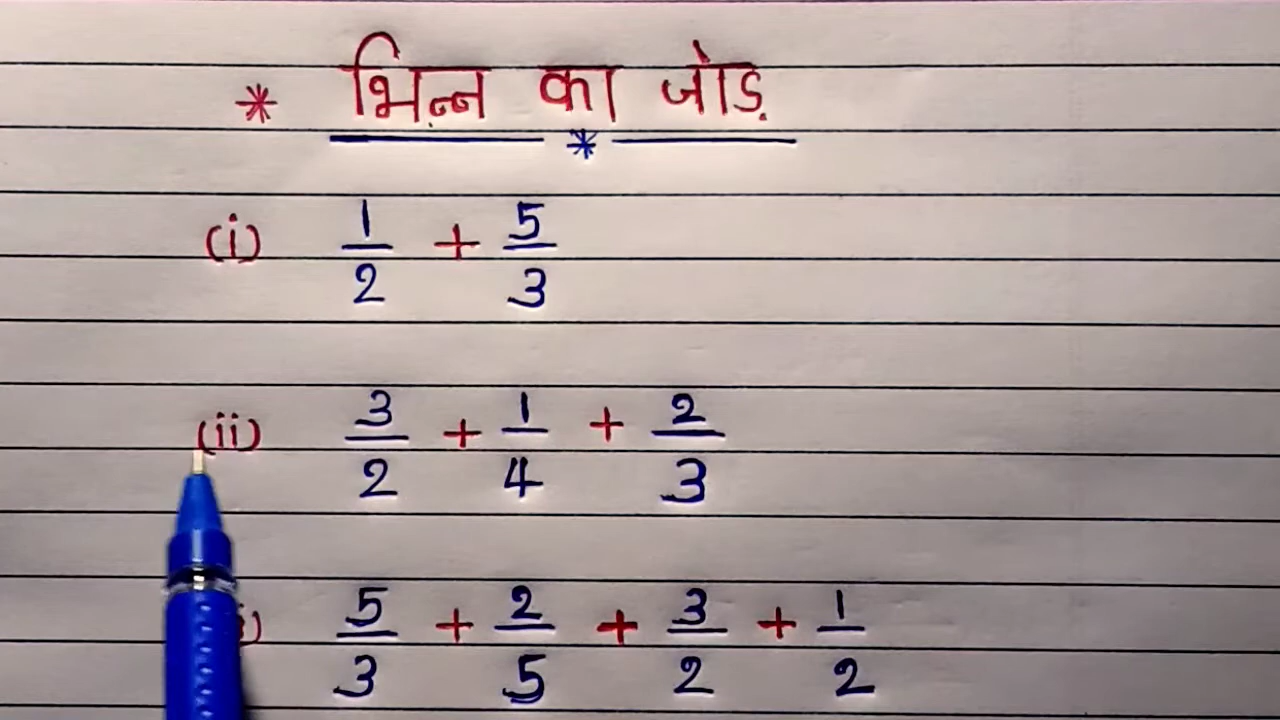 * भिन्न का जोड़
*
(i) 1/2 + 5/3
(ii) 3/2 + 1/4 + 2/3
i) 5/3 + 2/5 + 3/2 + 1/2